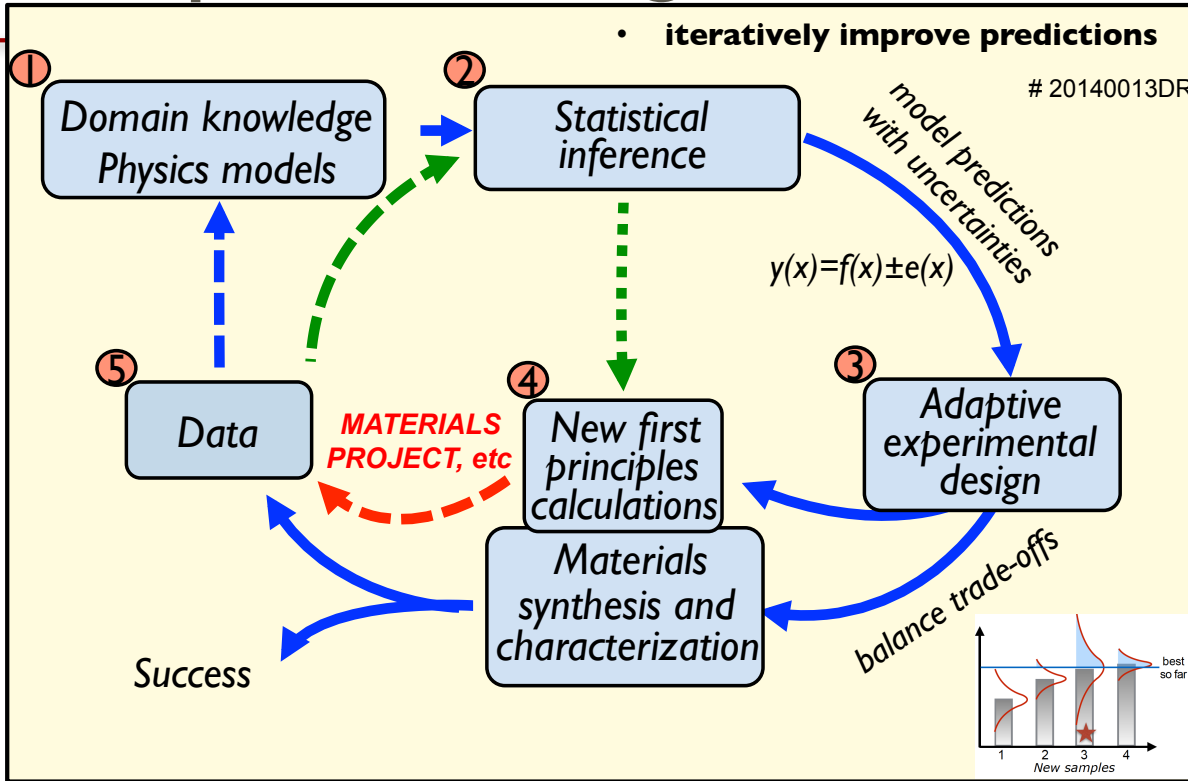 • iteratively improve predictions
# 20140013DR
1
Domain knowledge
Physics models
2
Statistical
inference
model predictions
with uncertainties
y(x)=f(x)±e(x)
3
Adaptive
experimental
design
4
New first
principles
calculations
Materials
synthesis and
characterization
5
Data
MATERIALS
PROJECT, etc
balance trade-offs
Success
best
so far
1 2 3 4
New samples